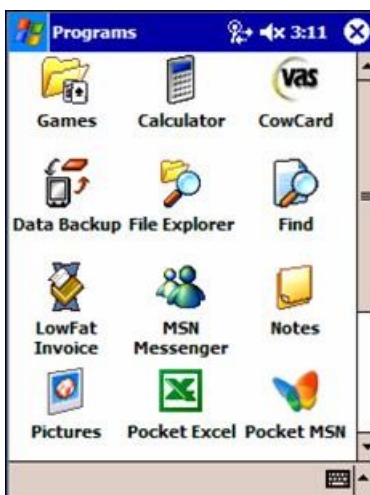 Programs 3:11
vas
Games Calculator CowCard
Data Backup File Explorer Find
LowFat Invoice MSN Messenger Notes
Pictures Pocket Excel Pocket MSN